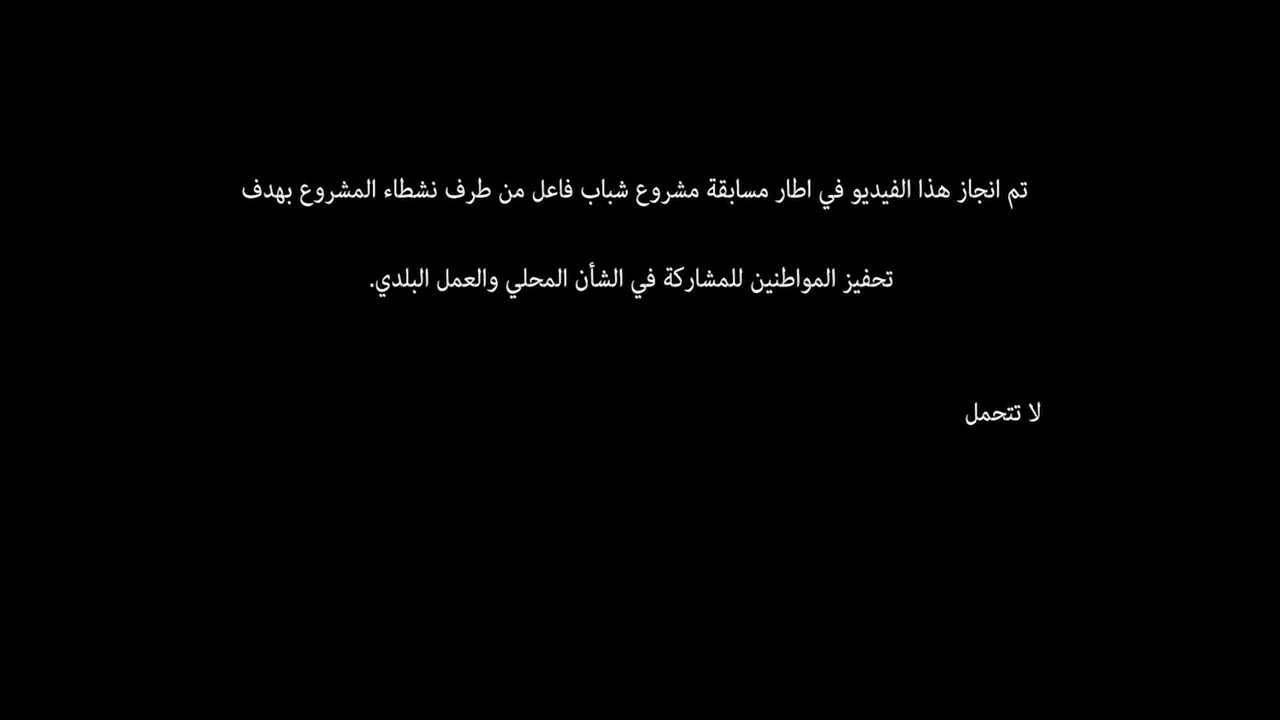 تم انجاز هذا الفيديو في اطار مسابقة مشروع شباب فاعل من طرف نشطاء المشروع بهدف
تحفيز المواطنين للمشاركة في الشأن المحلي والعمل البلدي.
لا تتحمل